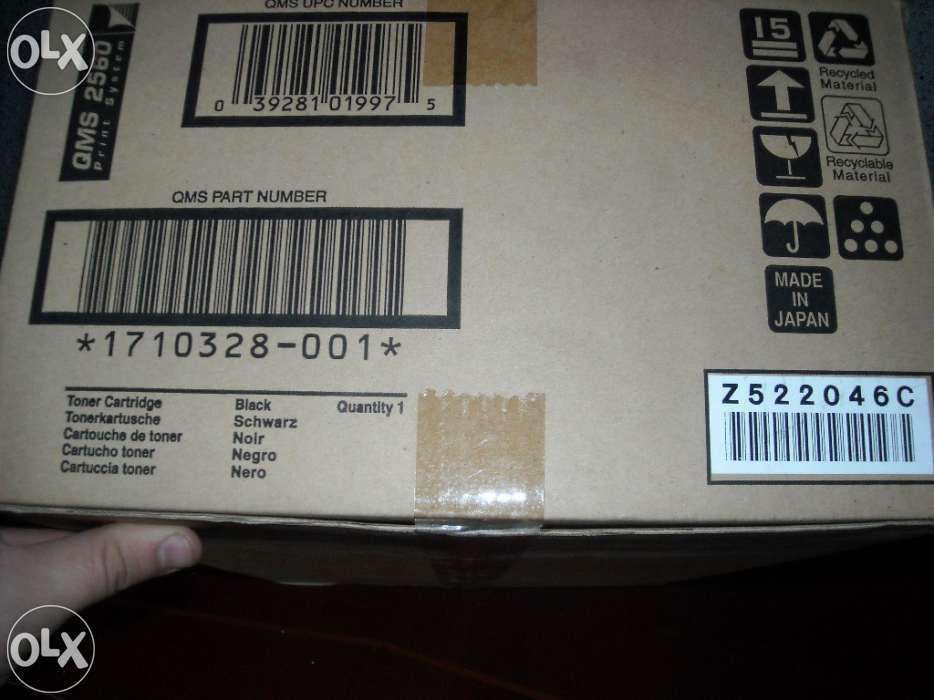 OLX
QMS 2560
Print System
QMS UPC NUMBER
0 39281 01997 5
QMS PART NUMBER
*1710328-001*
Toner Cartridge Black Quantity 1
Tonerkartusche Schwarz
Cartouche de toner Noir
Cartucho toner Negro
Cartuccia toner Nero
15
Recycled
Material
Recyclable
Material
MADE
IN
JAPAN
Z522046C
OLX